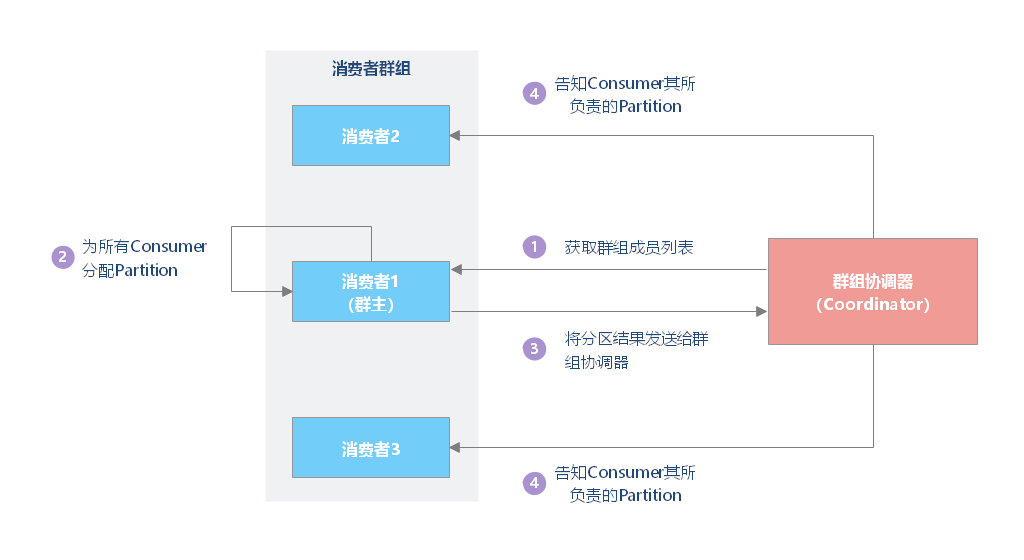 消费者群组
4
告知Consumer其所
负责的Partition
消费者2
2
为所有Consumer
分配Partition
1
获取群组成员列表
消费者1
（群主）
群组协调器
（Coordinator）
3
将分区结果发送给群
组协调器
消费者3
4
告知Consumer其所
负责的Partition